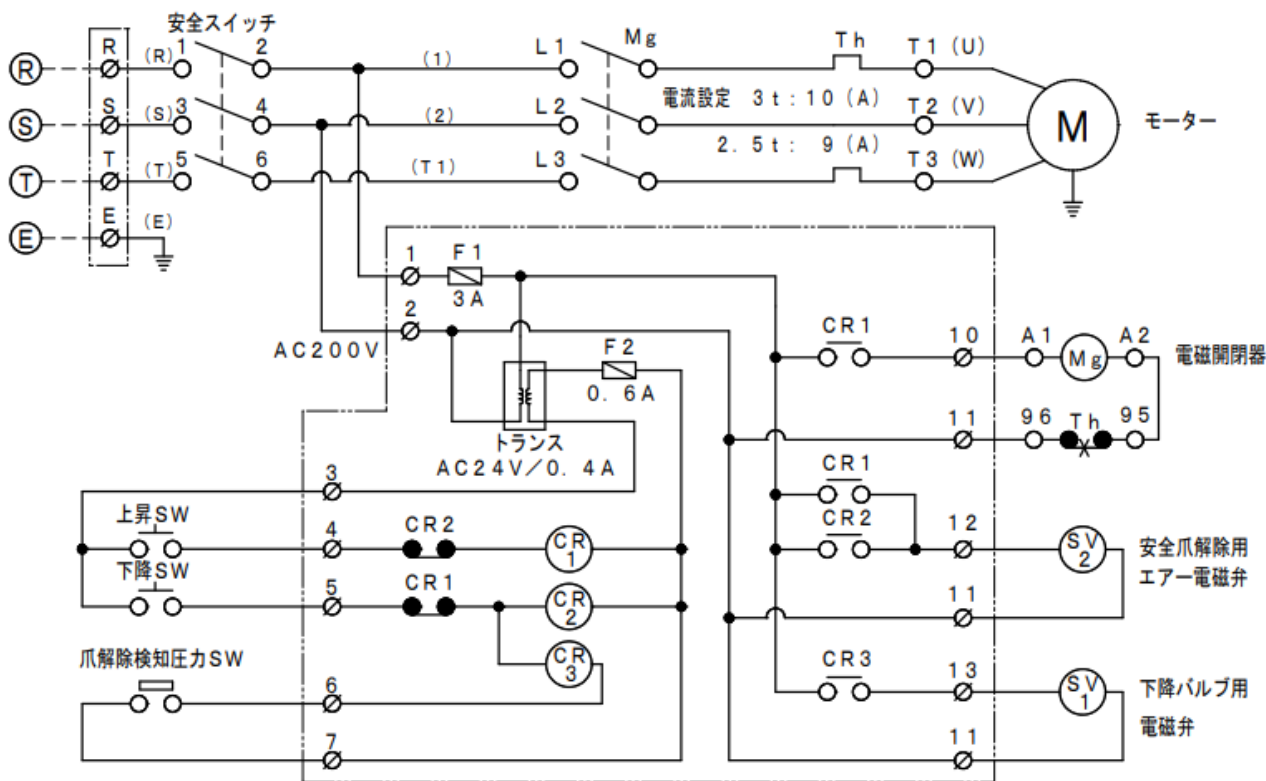 安全スイッチ
R R (R) 1 2 (1) L1 Mg Th T1 (U)
S S (S) 3 4 (2) L2 電流設定 3t:10(A) T2 (V) M モーター
2.5t: 9(A)
T T (T) 5 6 (T1) L3 T3 (W)
E E (E)
1 F1
3A
2
AC200V
F2
0.6A
トランス
AC24V/0.4A
CR1 10 A1 Mg A2 電磁開閉器
11 96 Th 95
3
上昇SW 4 CR2 CR1
下降SW 5 CR1 CR2
CR3
爪解除検知圧力SW 6
7
CR1
CR2 12 SV2 安全爪解除用
エアー電磁弁
11
CR3 13 SV1 下降バルブ用
電磁弁
11